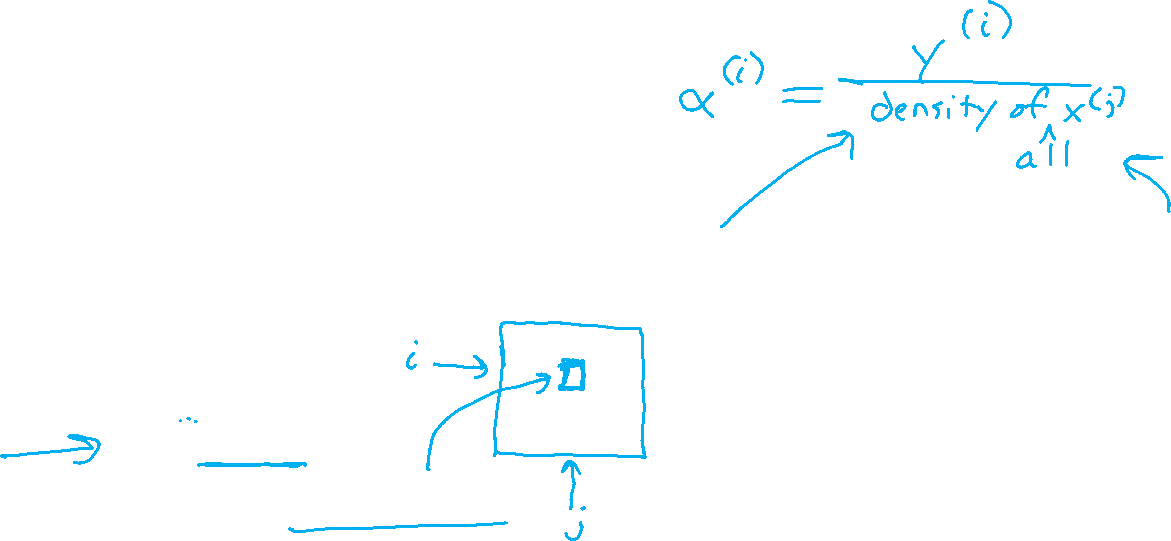 α^(i) = y^(i)
density of x^(j)
all
i
j